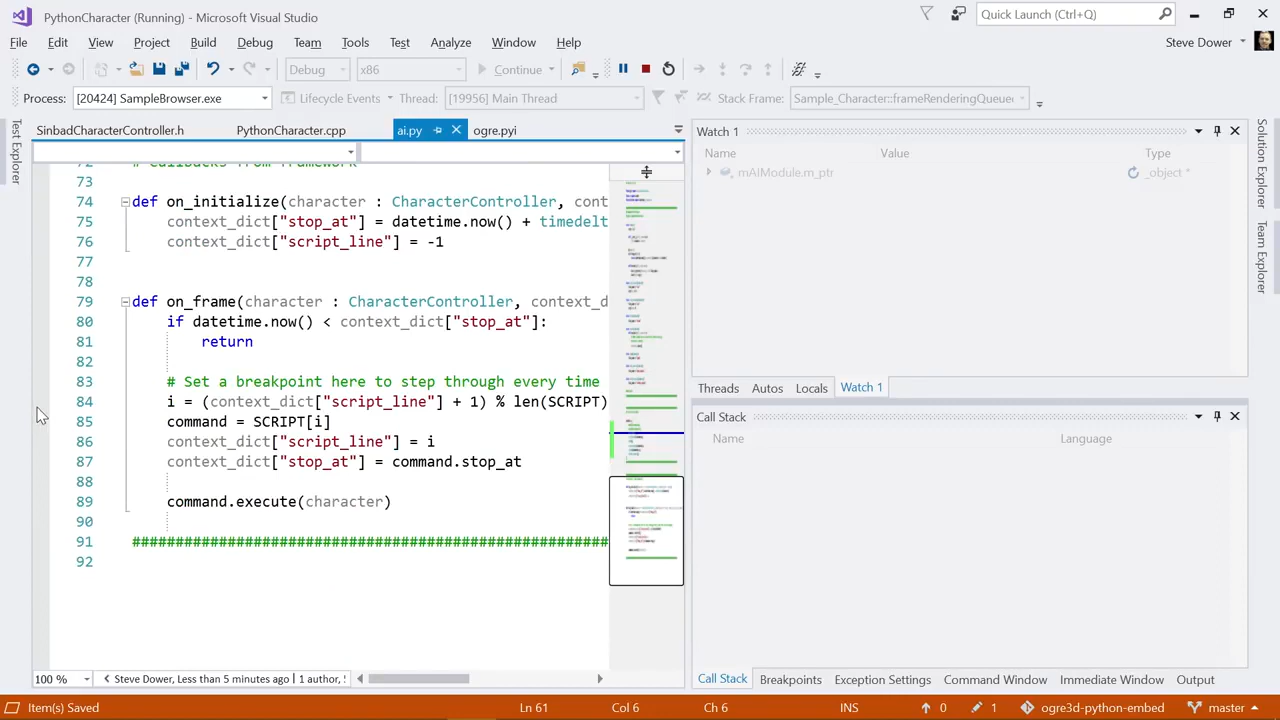 PythonCharacter (Running) - Microsoft Visual Studio
Quick Launch (Ctrl+Q)
File Edit View Project Build Debug Team Tools Test Analyze Window Help
Steve Dower
Debug x86 Continue
Process: [20424] SampleBrowser.exe Lifecycle Events Thread: [19956] Main Thread Stack Frame: Sample_Character::frameRenderingQueue
Test Explorer
SinbadCharacterController.h PythonCharacter.cpp ai.py ogre.pyi
72 # Callbacks from framework
73
74 def on_initialize(character : CharacterController, cont
75 context_dict["stop_at"] = datetime.now() + timedelt
76 context_dict["script_line"] = -1
77
78
79 def on_frame(character : CharacterController, context_d
80 if datetime.now() < context_dict["stop_at"]:
81 return
82
83 # Set a breakpoint here to step through every time
84 i = (context_dict["script_line"] + 1) % len(SCRIPT)
85 command = SCRIPT[i]
86 context_dict["script_line"] = i
87 context_dict["stop_at"] = command.stop_at
88
89 command.execute(character)
90
91 #######################################################
92
100 % Steve Dower, Less than 5 minutes ago | 1 author,
Watch 1
Name Value Type
mAIModule.m_ptr _object *
Threads Autos Locals Watch 1
Call Stack
Name Language
Call Stack Breakpoints Exception Settings Command Window Immediate Window Output
Solution Explorer
Team Explorer
Item(s) Saved Ln 61 Col 6 Ch 6 INS 0 1 ogre3d-python-embed master